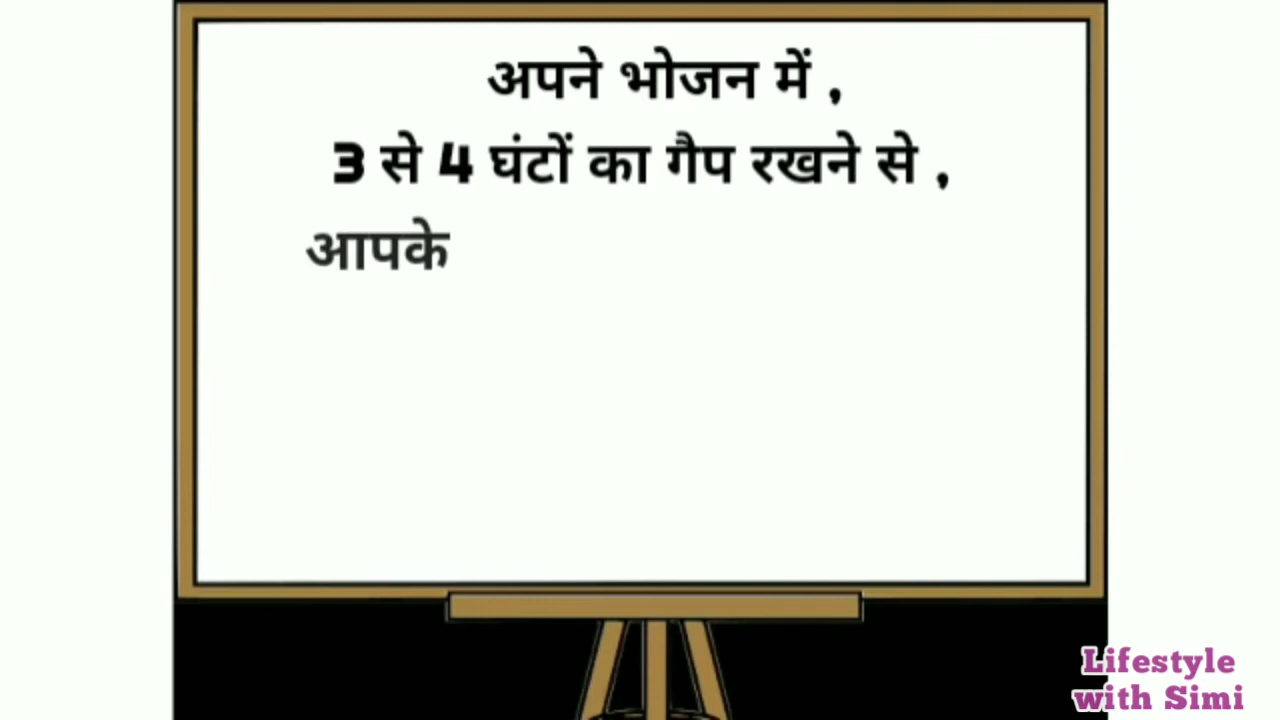 अपने भोजन में ,
3 से 4 घंटों का गैप रखने से ,
आपके
Lifestyle
with Simi